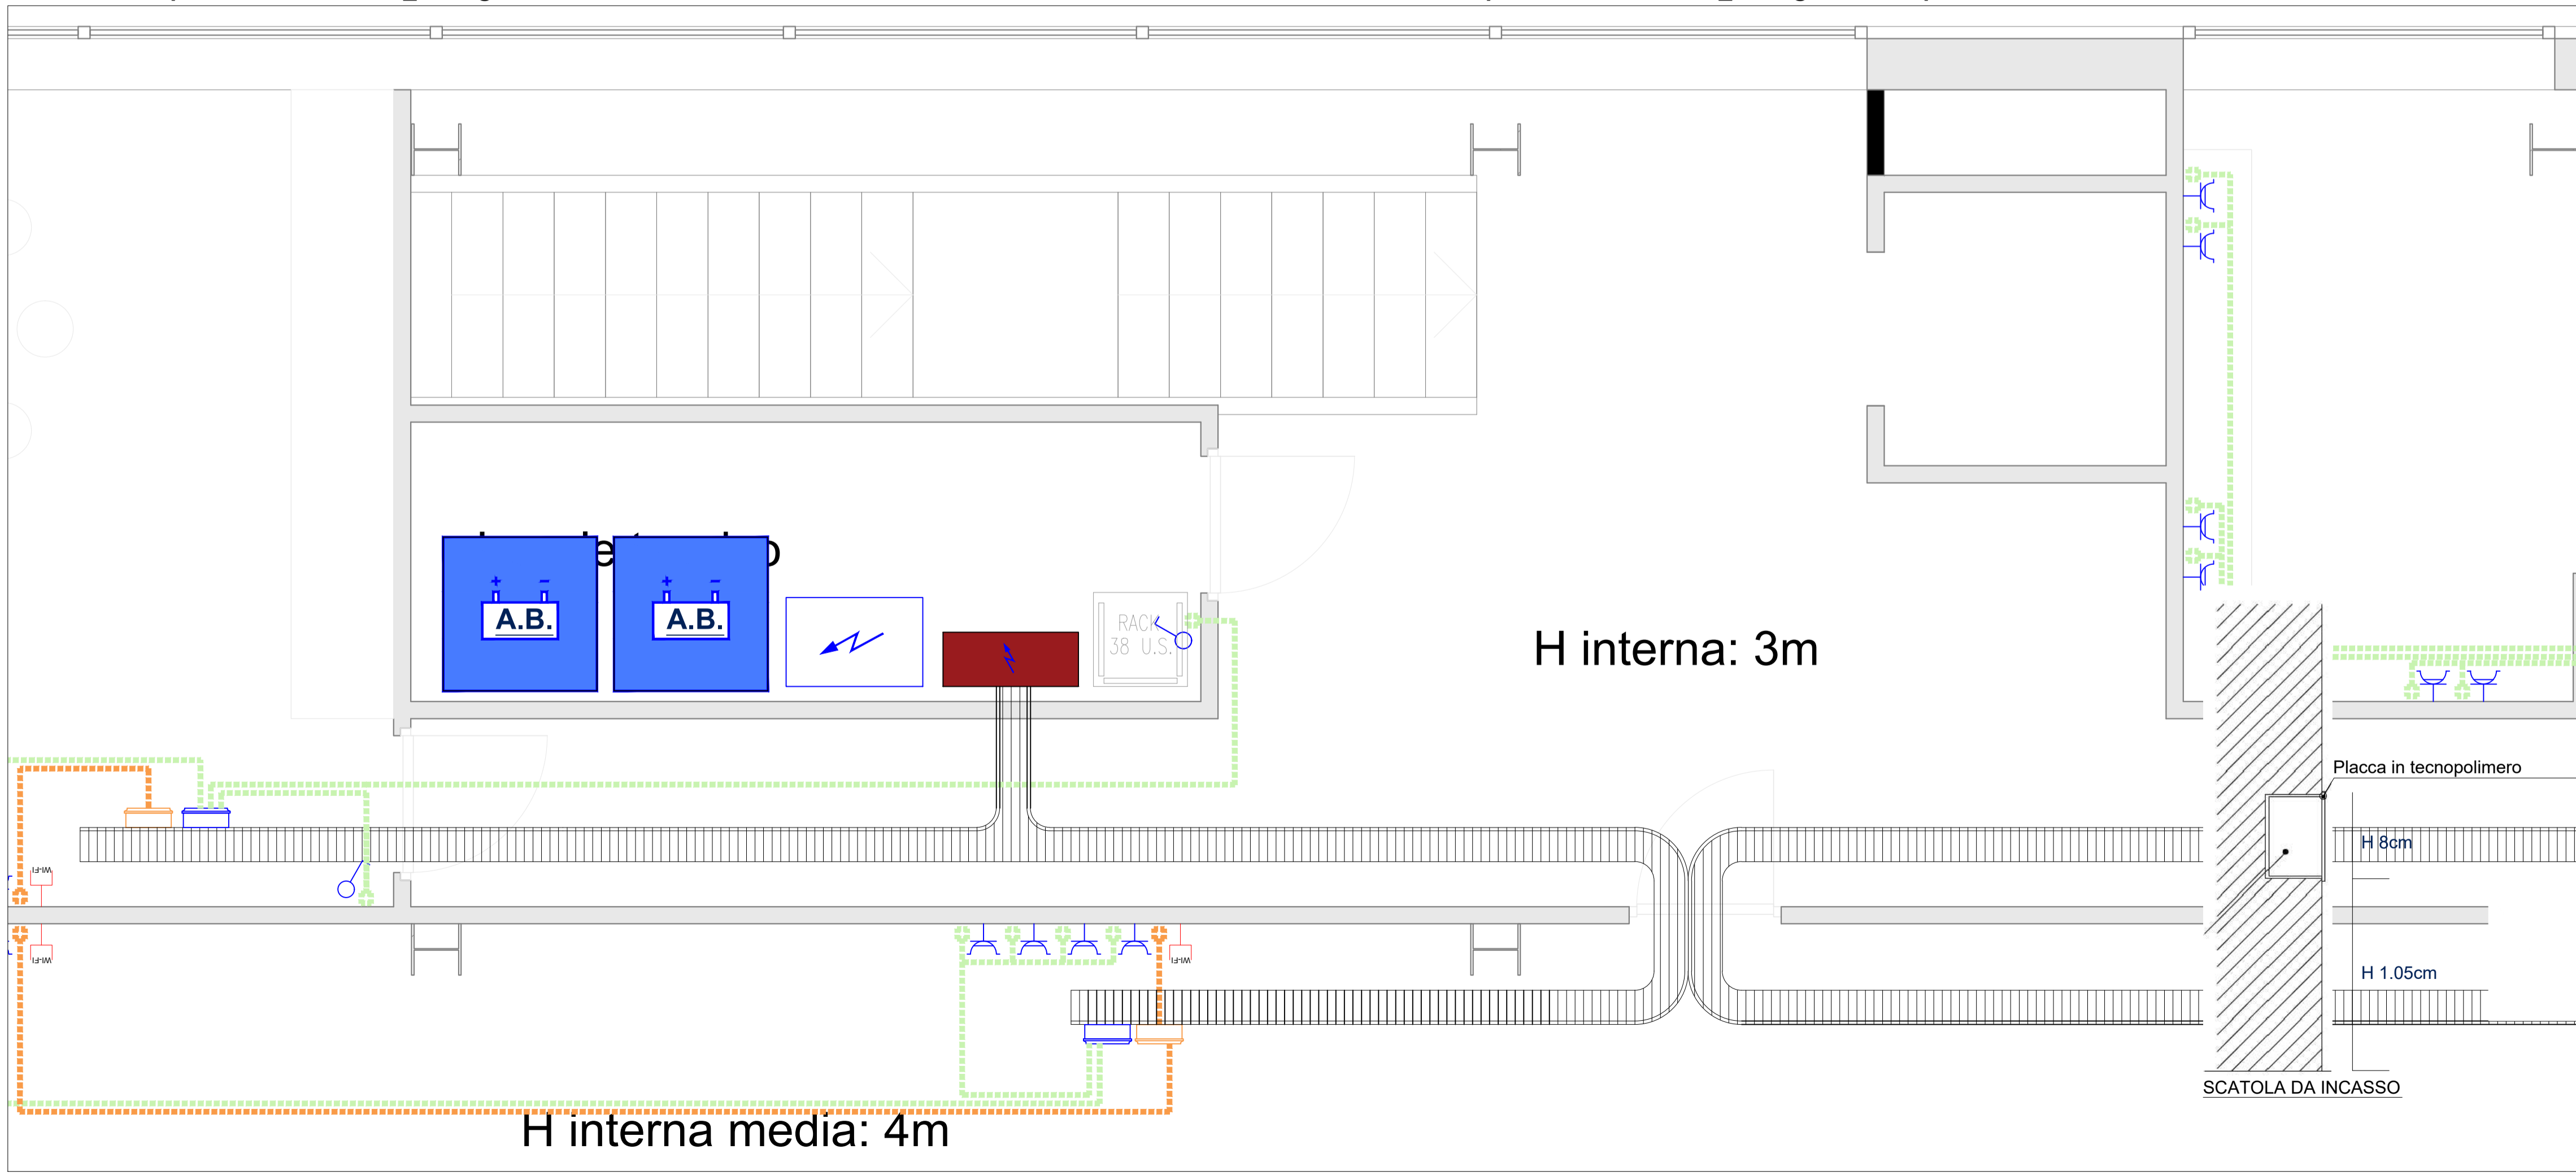 A.B.
A.B.
RACK
38 U.S.
H interna: 3m
Placca in tecnopolimero
H 8cm
WI-FI
WI-FI
WI-FI
H 1.05cm
SCATOLA DA INCASSO
H interna media: 4m